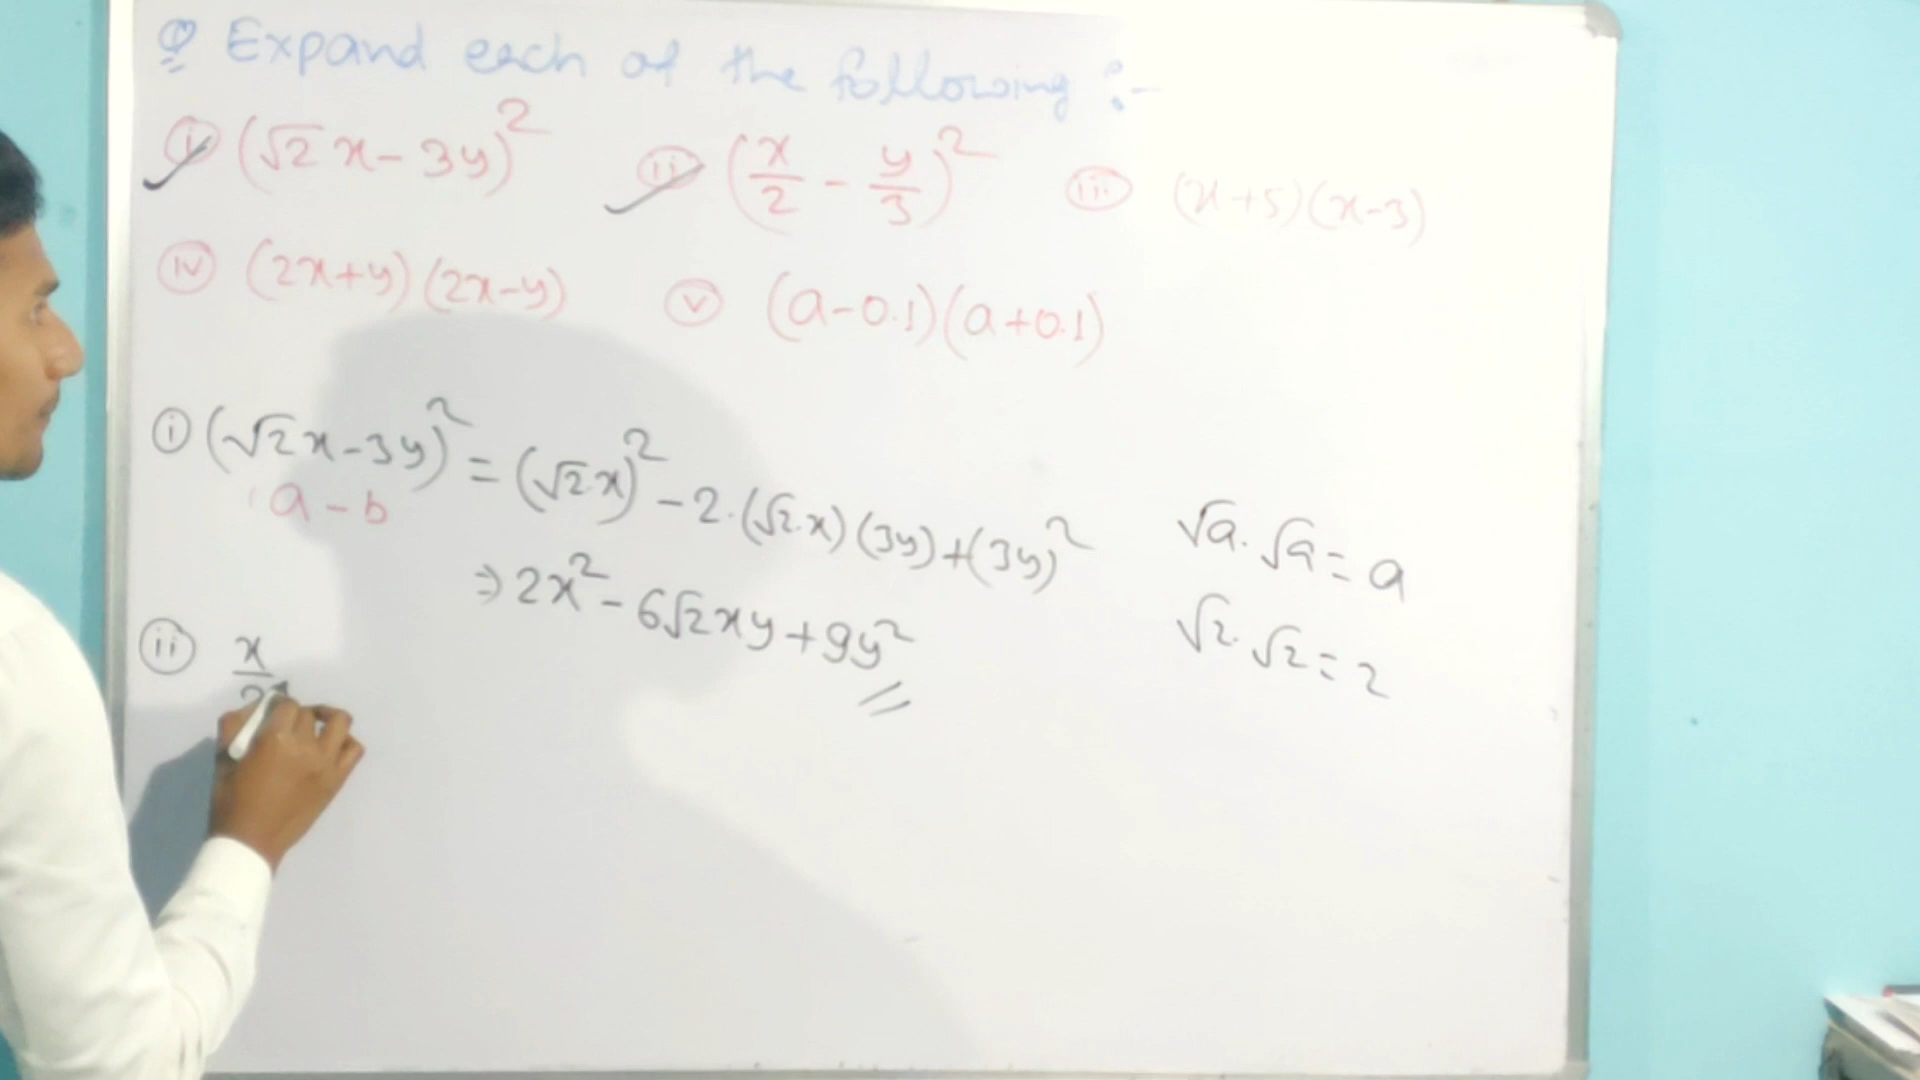 Q Expand each of the following :-
(i) (√2x-3y)² (ii) (x/2 - y/3)² (iii) (x+5)(x-3)
(iv) (2x+y)(2x-y) (v) (a-0.1)(a+0.1)
(i) (√2x-3y)² = (√2x)² - 2.(√2.x)(3y)+(3y)²
a - b
⇒ 2x² - 6√2xy + 9y²
√a. √a = a
√2. √2 = 2
(ii) x/2